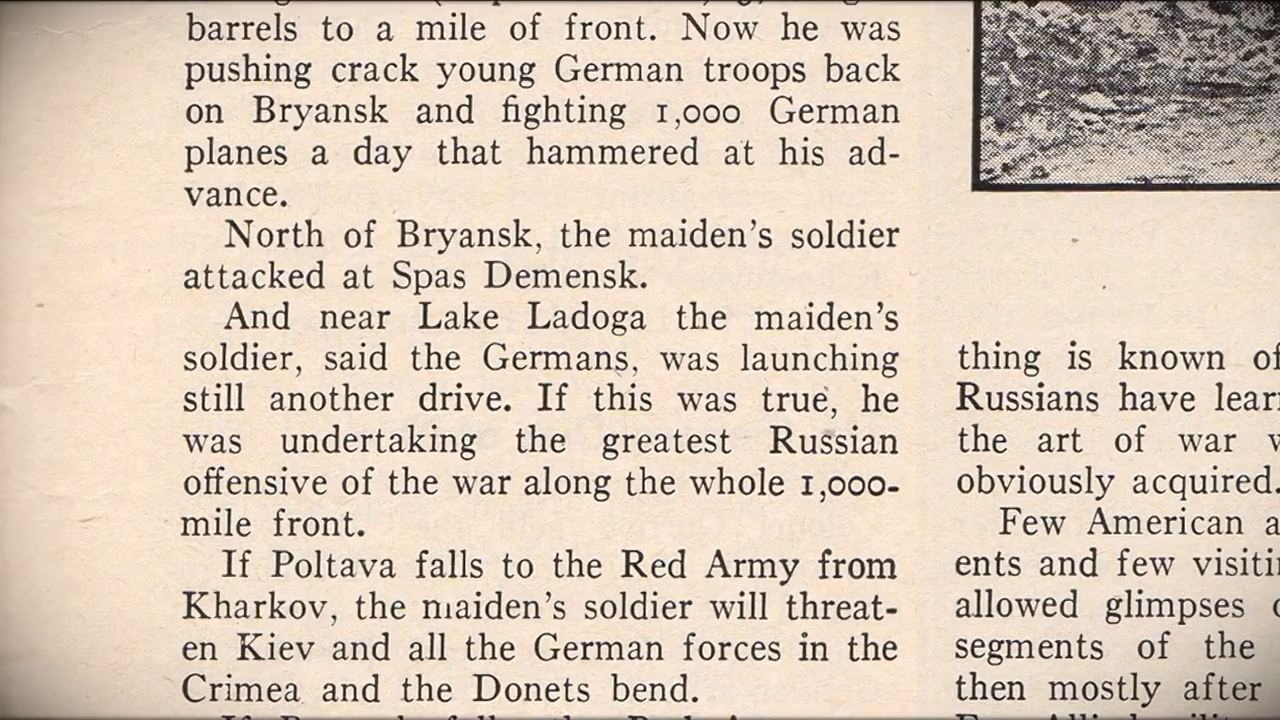 barrels to a mile of front. Now he was
pushing crack young German troops back
on Bryansk and fighting 1,000 German
planes a day that hammered at his ad-
vance.
North of Bryansk, the maiden's soldier
attacked at Spas Demensk.
And near Lake Ladoga the maiden's
soldier, said the Germans, was launching
still another drive. If this was true, he
was undertaking the greatest Russian
offensive of the war along the whole 1,000-
mile front.
If Poltava falls to the Red Army from
Kharkov, the maiden's soldier will threat-
en Kiev and all the German forces in the
Crimea and the Donets bend.
thing is known of
Russians have lear
the art of war w
obviously acquired.
Few American a
ents and few visiti
allowed glimpses o
segments of the
then mostly after